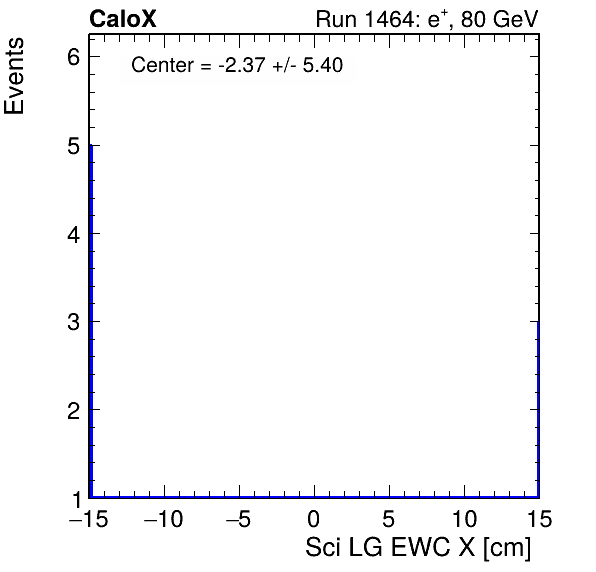 CaloX Run 1464: e⁺, 80 GeV
Events
Center = -2.37 +/- 5.40
6
5
4
3
2
1
−15 −10 −5 0 5 10 15
Sci LG EWC X [cm]